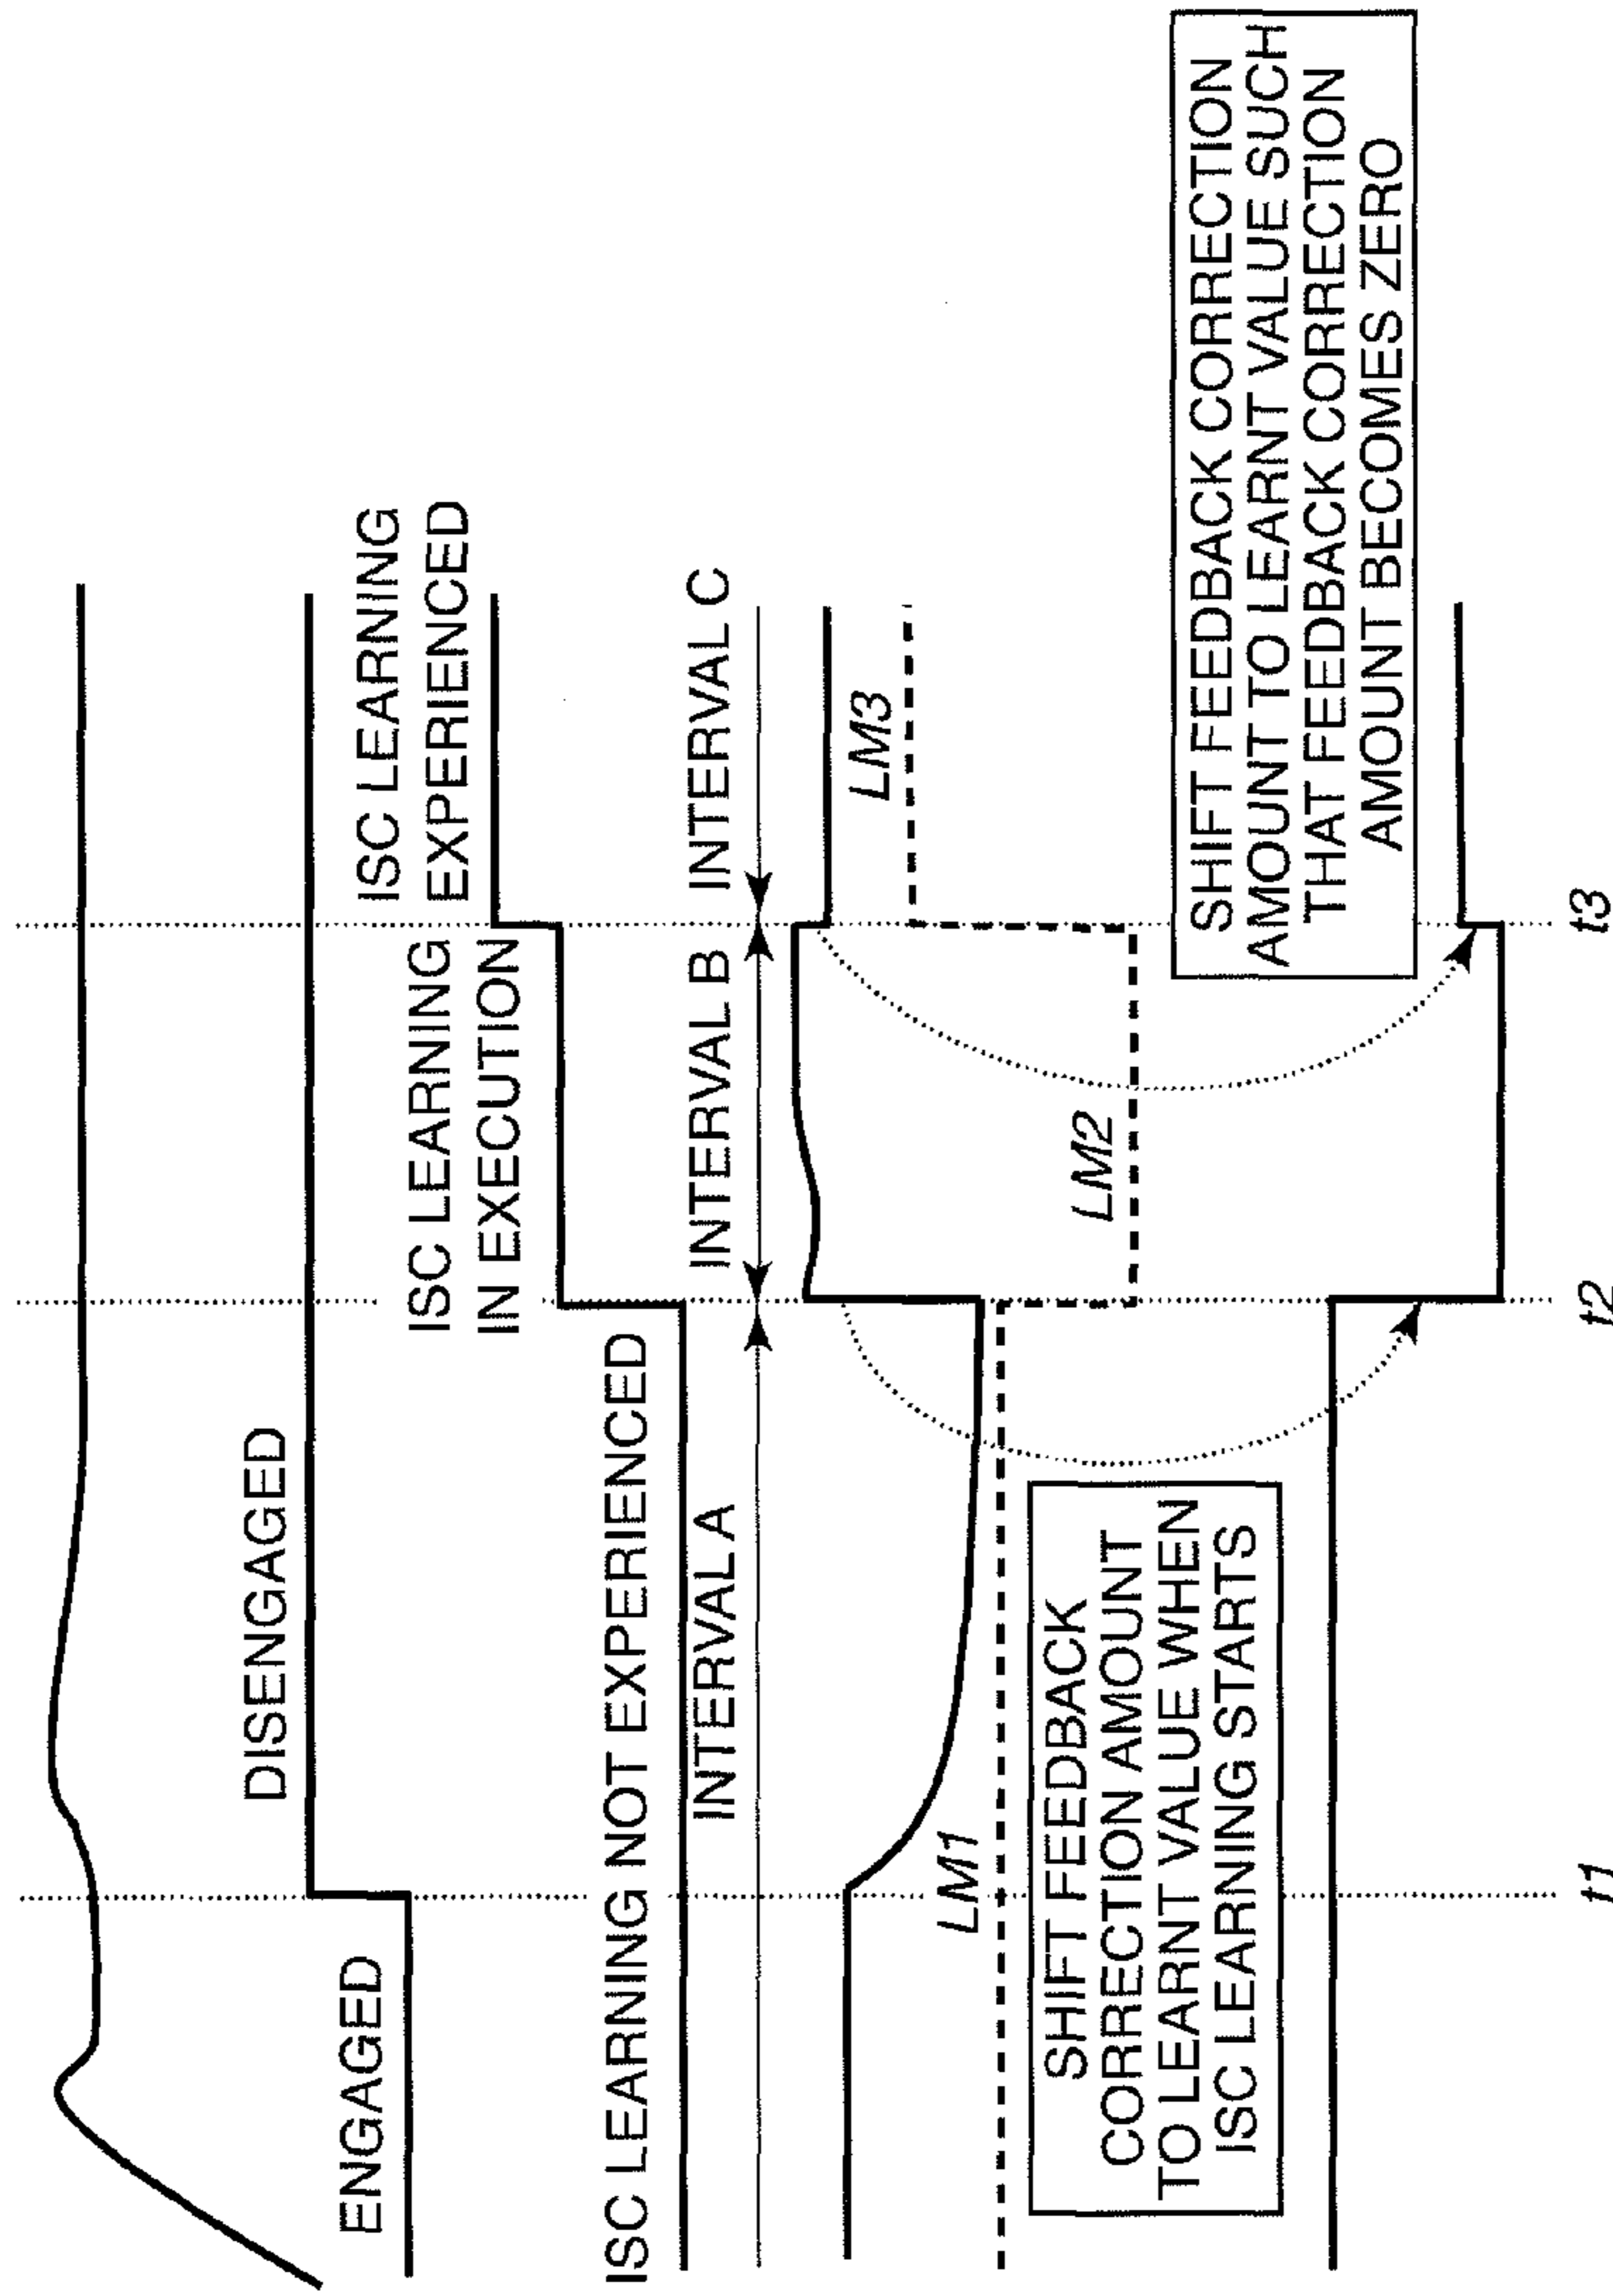 ENGAGED
DISENGAGED
ISC LEARNING
EXPERIENCED
ISC LEARNING
IN EXECUTION
ISC LEARNING NOT EXPERIENCED
INTERVAL A
INTERVAL B
INTERVAL C
LM1
LM2
LM3
SHIFT FEEDBACK
CORRECTION AMOUNT
TO LEARNT VALUE WHEN
ISC LEARNING STARTS
SHIFT FEEDBACK CORRECTION
AMOUNT TO LEARNT VALUE SUCH
THAT FEEDBACK CORRECTION
AMOUNT BECOMES ZERO
t1
t2
t3